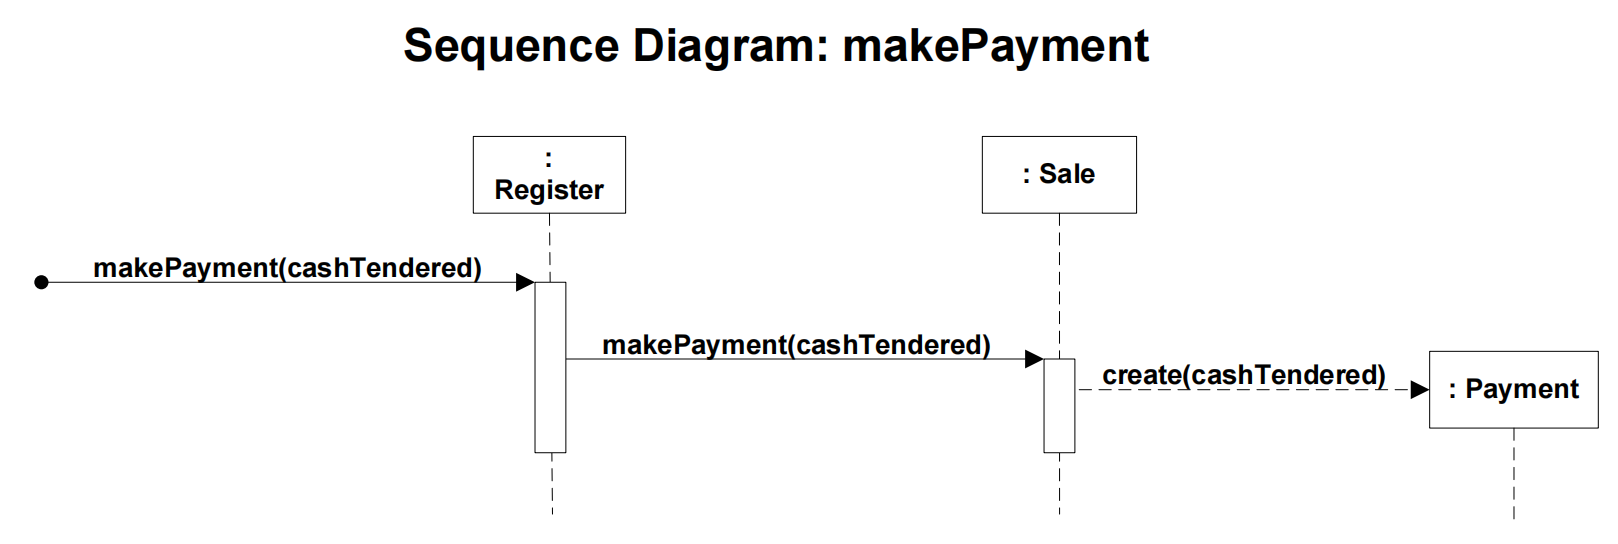 Sequence Diagram: makePayment
:
Register
: Sale
makePayment(cashTendered)
makePayment(cashTendered)
create(cashTendered)
: Payment